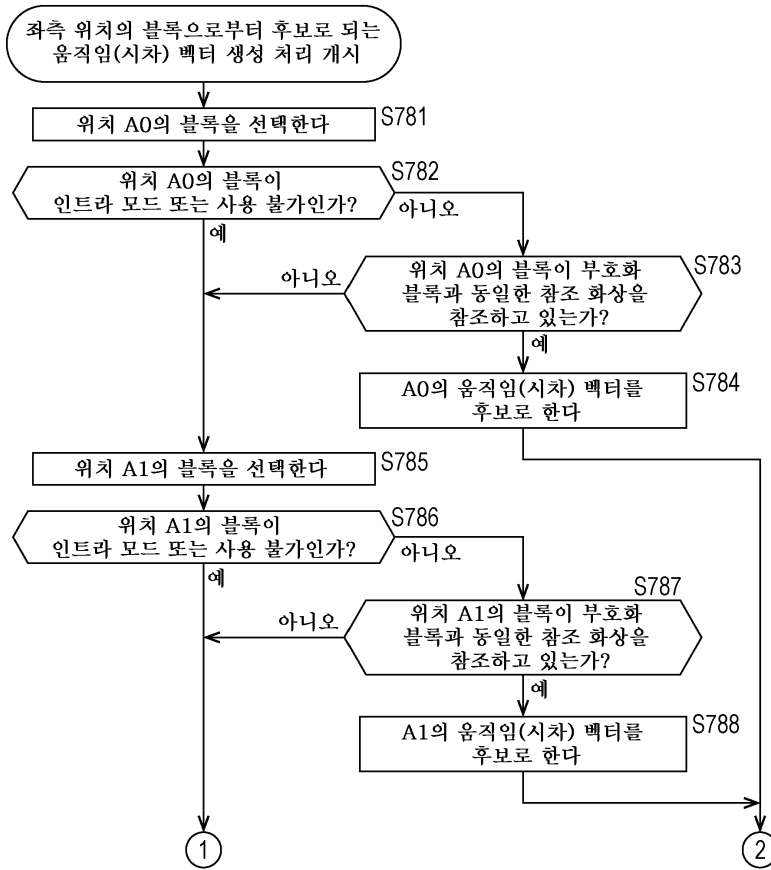 좌측 위치의 블록으로부터 후보로 되는
움직임(시차) 벡터 생성 처리 개시
위치 A0의 블록을 선택한다
S781
위치 A0의 블록이
인트라 모드 또는 사용 불가인가?
S782
아니오
예
위치 A0의 블록이 부호화
블록과 동일한 참조 화상을
참조하고 있는가?
S783
아니오
예
A0의 움직임(시차) 벡터를
후보로 한다
S784
위치 A1의 블록을 선택한다
S785
위치 A1의 블록이
인트라 모드 또는 사용 불가인가?
S786
아니오
예
S787
위치 A1의 블록이 부호화
블록과 동일한 참조 화상을
참조하고 있는가?
아니오
예
A1의 움직임(시차) 벡터를
후보로 한다
S788
1
2